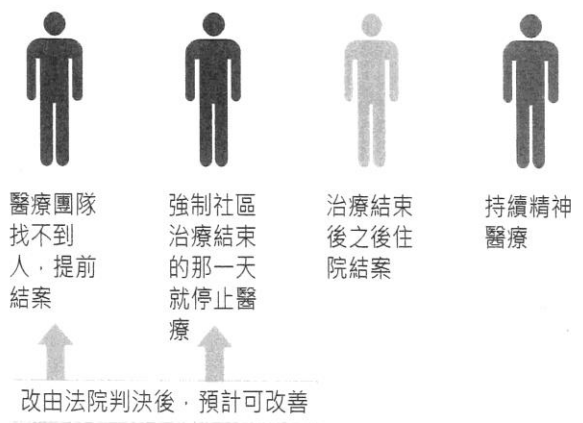 醫療團隊
找不到
人，提前
結案
強制社區
治療結束
的那一天
就停止醫
療
治療結束
後之後住
院結案
持續精神
醫療
改由法院判決後，預計可改善